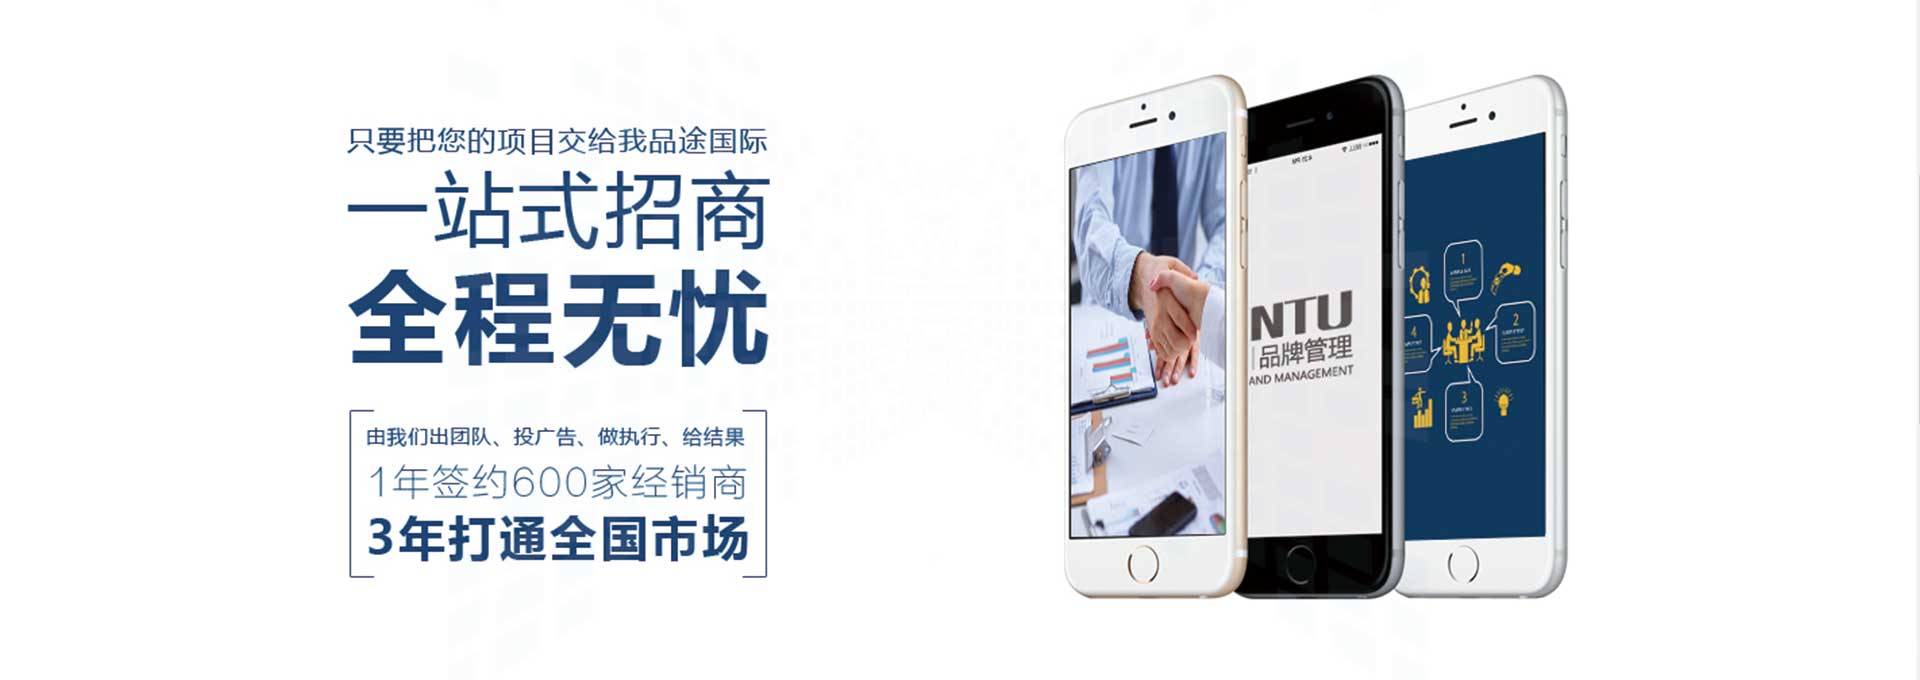 只要把您的项目交给我品途国际
一站式招商
全程无忧
由我们出团队、投广告、做执行、给结果
1年签约600家经销商
3年打通全国市场
NTU
品牌管理
AND MANAGEMENT
1
2
3
4